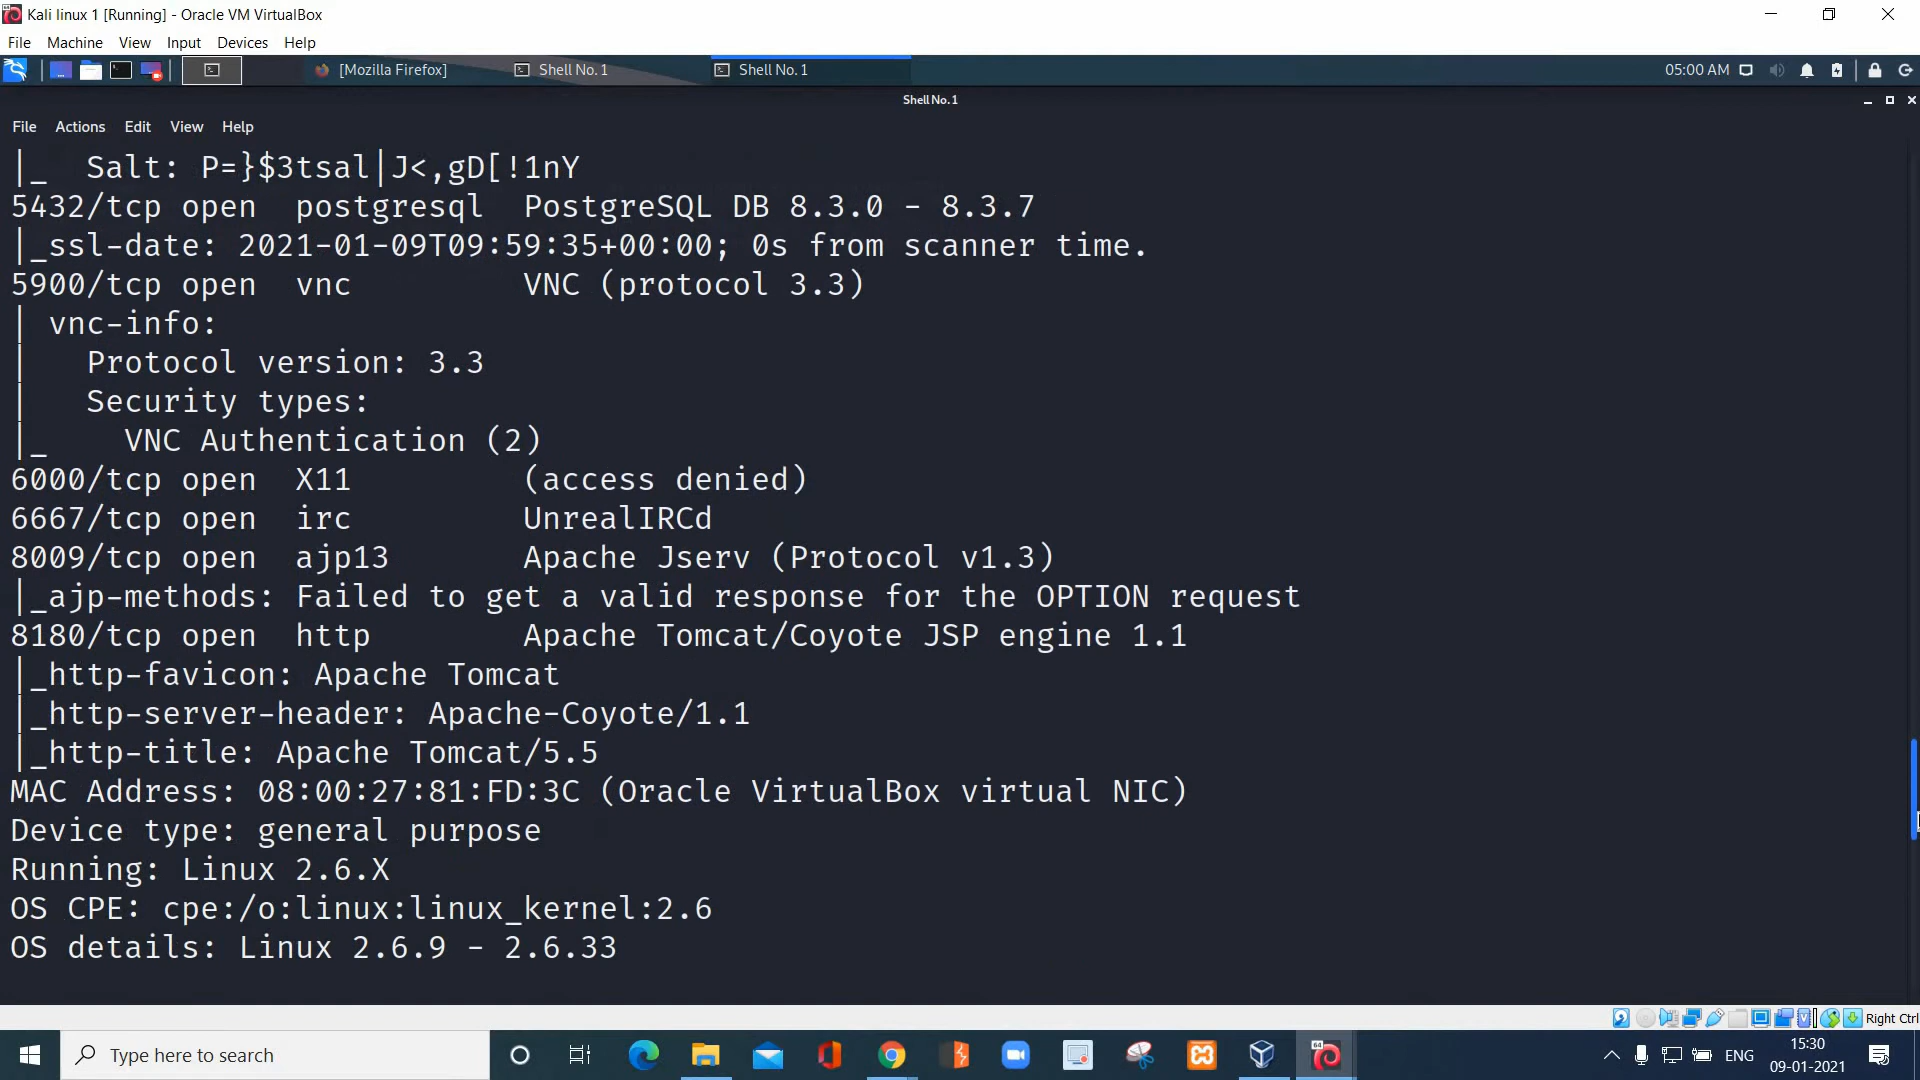 Kali linux 1 [Running] - Oracle VM VirtualBox
File Machine View Input Devices Help
[Mozilla Firefox] Shell No. 1 Shell No. 1 05:00 AM
Shell No. 1
File Actions Edit View Help
|_  Salt: P=}$3tsal|J<,gD[!1nY
5432/tcp open  postgresql  PostgreSQL DB 8.3.0 - 8.3.7
|_ssl-date: 2021-01-09T09:59:35+00:00; 0s from scanner time.
5900/tcp open  vnc         VNC (protocol 3.3)
| vnc-info:
|   Protocol version: 3.3
|   Security types:
|_    VNC Authentication (2)
6000/tcp open  X11         (access denied)
6667/tcp open  irc         UnrealIRCd
8009/tcp open  ajp13       Apache Jserv (Protocol v1.3)
|_ajp-methods: Failed to get a valid response for the OPTION request
8180/tcp open  http        Apache Tomcat/Coyote JSP engine 1.1
|_http-favicon: Apache Tomcat
|_http-server-header: Apache-Coyote/1.1
|_http-title: Apache Tomcat/5.5
MAC Address: 08:00:27:81:FD:3C (Oracle VirtualBox virtual NIC)
Device type: general purpose
Running: Linux 2.6.X
OS CPE: cpe:/o:linux:linux_kernel:2.6
OS details: Linux 2.6.9 - 2.6.33
Right Ctrl
Type here to search
ENG
15:30
09-01-2021